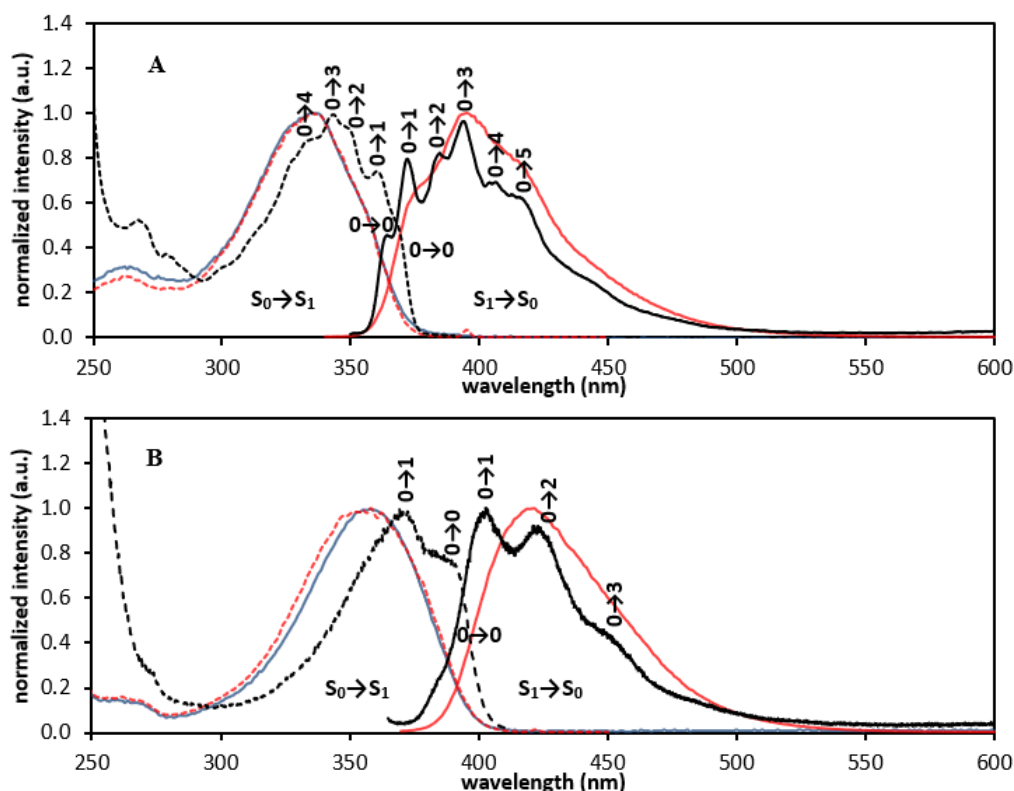 A
normalized intensity (a.u.)
1.4
1.2
1.0
0.8
0.6
0.4
0.2
0.0
0→4
0→3
0→2
0→1
0→0
0→1
0→2
0→3
0→4
0→5
0→0
S₀→S₁
S₁→S₀
250 300 350 400 450 500 550 600
wavelength (nm)
B
normalized intensity (a.u.)
1.4
1.2
1.0
0.8
0.6
0.4
0.2
0.0
0→1
0→0
0→1
0→2
0→3
0→0
S₀→S₁
S₁→S₀
250 300 350 400 450 500 550 600
wavelength (nm)